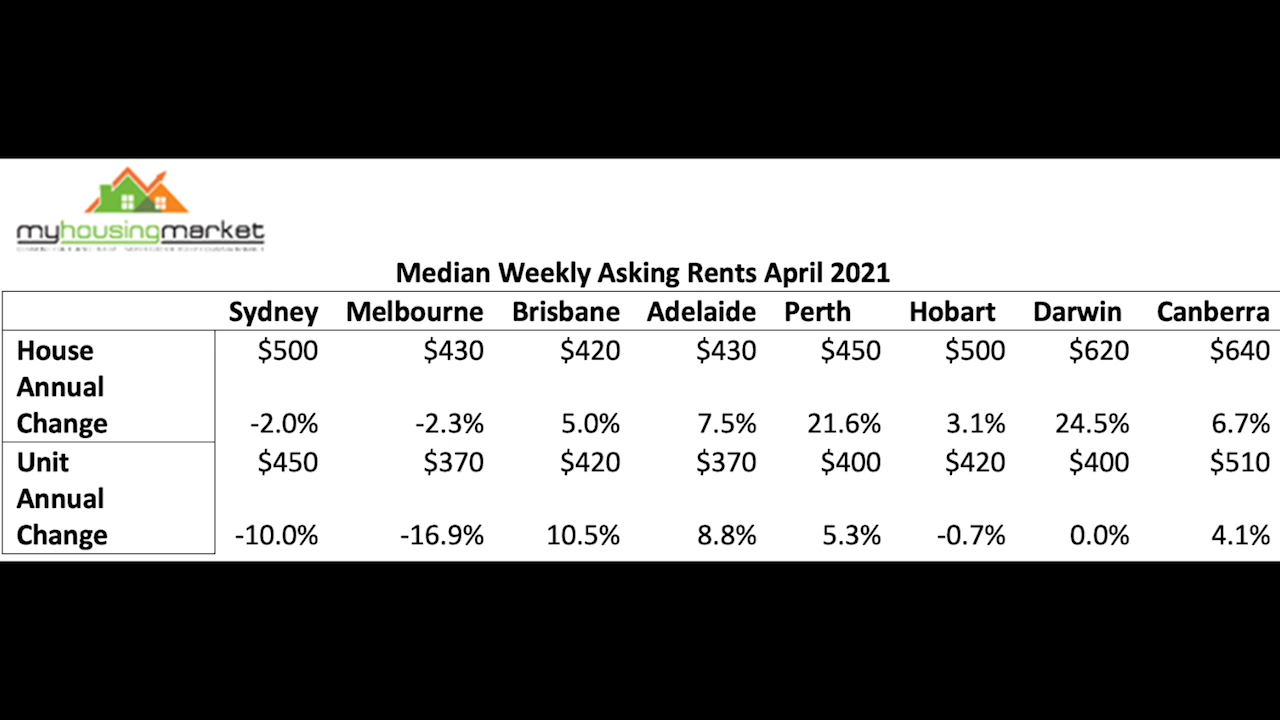 myhousingmarket
Median Weekly Asking Rents April 2021
Sydney Melbourne Brisbane Adelaide Perth Hobart Darwin Canberra
House $500 $430 $420 $430 $450 $500 $620 $640
Annual
Change -2.0% -2.3% 5.0% 7.5% 21.6% 3.1% 24.5% 6.7%
Unit $450 $370 $420 $370 $400 $420 $400 $510
Annual
Change -10.0% -16.9% 10.5% 8.8% 5.3% -0.7% 0.0% 4.1%